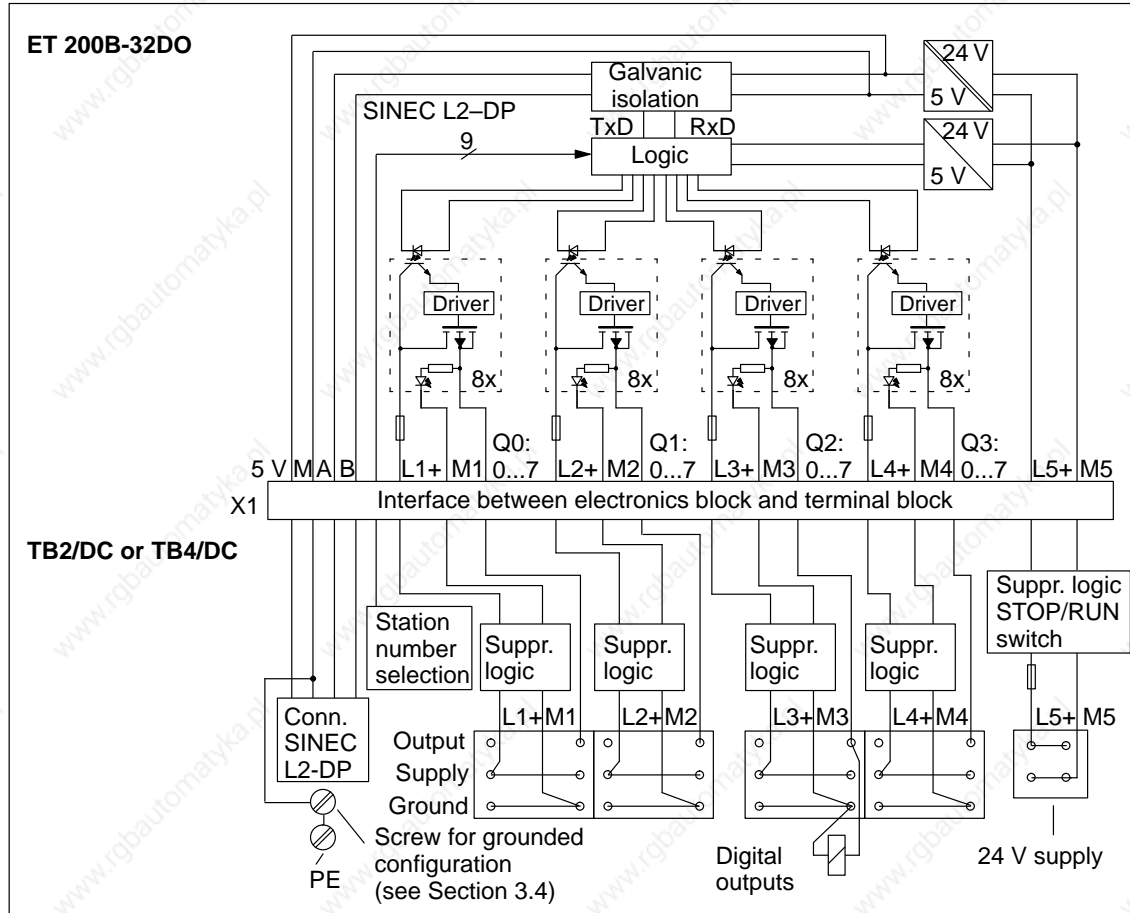 ET 200B-32DO
Galvanic
isolation
24 V
5 V
SINEC L2–DP
TxD
RxD
9
Logic
24 V
5 V
Driver
Driver
Driver
Driver
8x
8x
8x
8x
Q0:
Q1:
Q2:
Q3:
5 V M A B
L1+ M1 0...7
L2+ M2 0...7
L3+ M3 0...7
L4+ M4 0...7
L5+ M5
X1
Interface between electronics block and terminal block
TB2/DC or TB4/DC
Suppr. logic
STOP/RUN
switch
Station
number
selection
Suppr.
logic
Suppr.
logic
Suppr.
logic
Suppr.
logic
L1+ M1
L2+ M2
L3+ M3
L4+ M4
L5+ M5
Conn.
SINEC
L2-DP
Output
Supply
Ground
Screw for grounded
configuration
(see Section 3.4)
PE
Digital
outputs
24 V supply
www.rgbautomatyka.pl